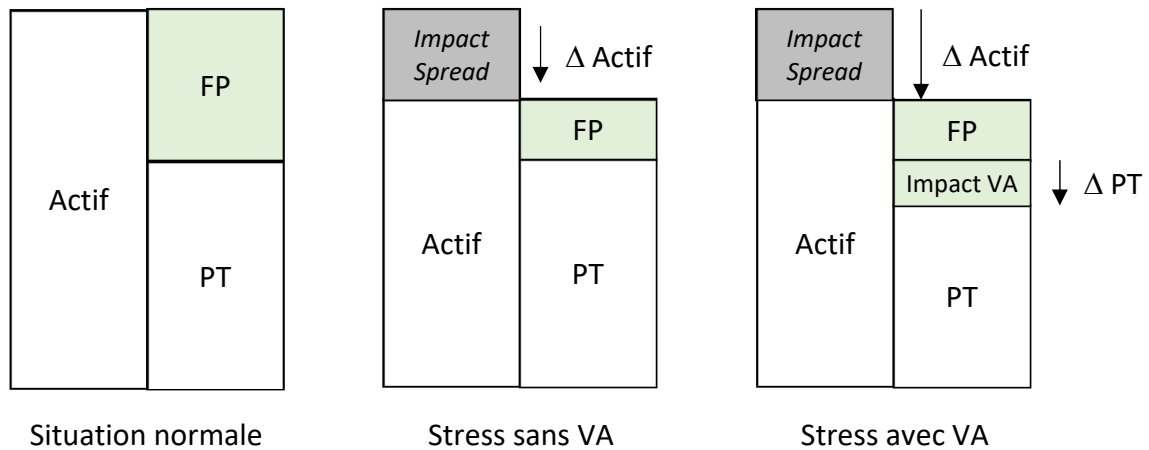 FP
Actif
PT
Situation normale
Impact
Spread
Δ Actif
FP
Actif
PT
Stress sans VA
Impact
Spread
Δ Actif
FP
Impact VA
Δ PT
Actif
PT
Stress avec VA